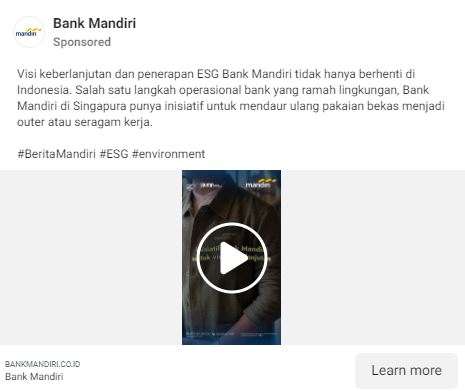 Bank Mandiri
mandiri
Sponsored
Visi keberlanjutan dan penerapan ESG Bank Mandiri tidak hanya berhenti di
Indonesia. Salah satu langkah operasional bank yang ramah lingkungan, Bank
Mandiri di Singapura punya inisiatif untuk mendaur ulang pakaian bekas menjadi
outer atau seragam kerja.
#BeritaMandiri #ESG #environment
mandiri
BANKMANDIRI.CO.ID
Bank Mandiri
Learn more